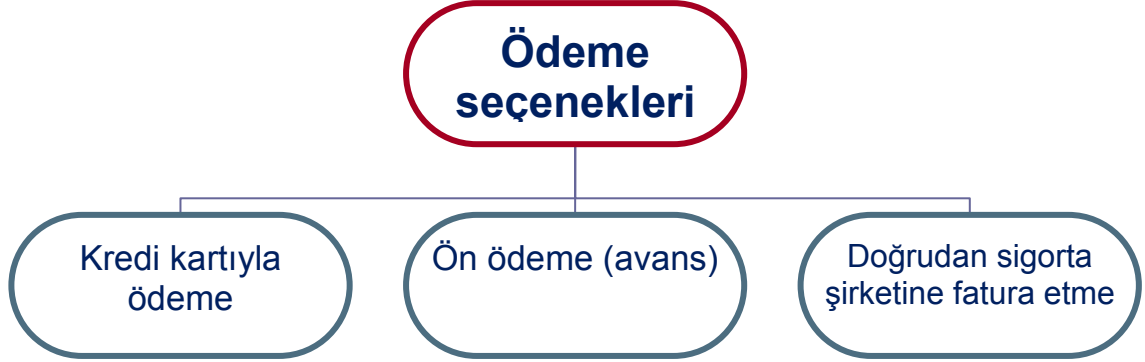 Ödeme
seçenekleri
Kredi kartıyla
ödeme
Ön ödeme (avans)
Doğrudan sigorta
şirketine fatura etme